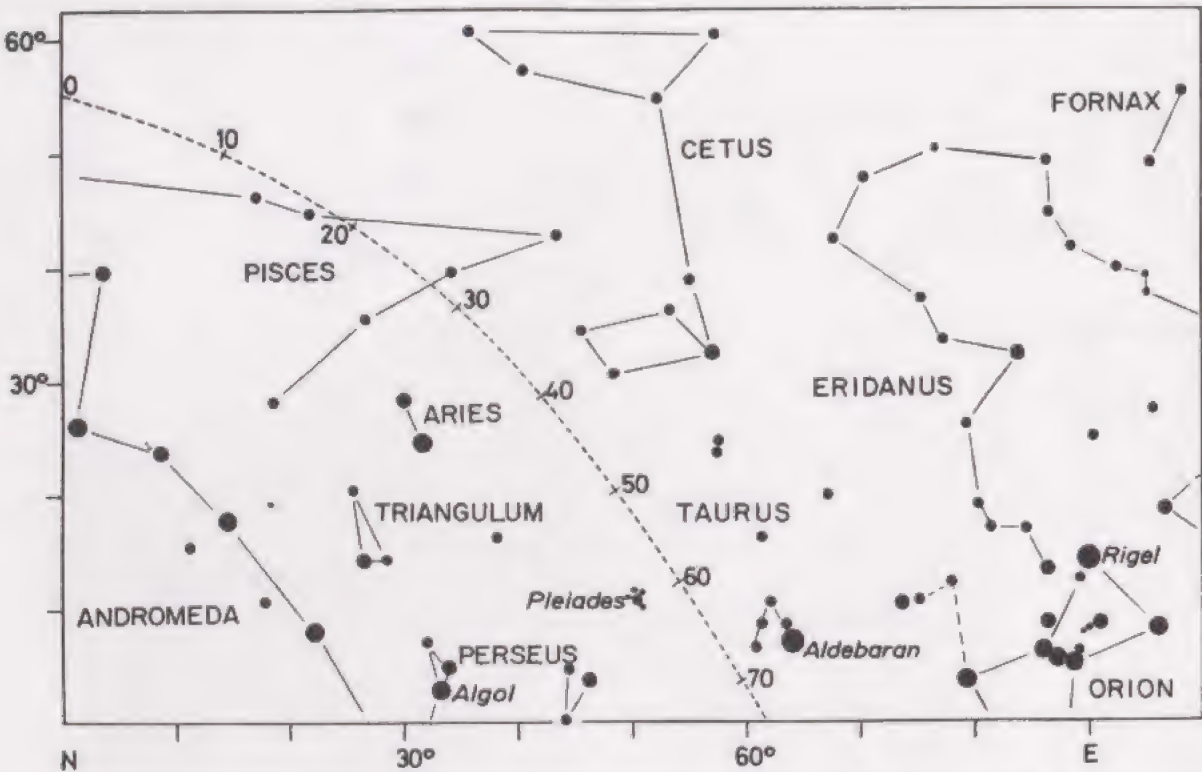 60°
0
FORNAX
10
CETUS
20
PISCES
30
30°
40
ERIDANUS
ARIES
50
TRIANGULUM
TAURUS
Rigel
60
Pleiades
ANDROMEDA
PERSEUS
Aldebaran
Algol
70
ORION
N
30°
60°
E